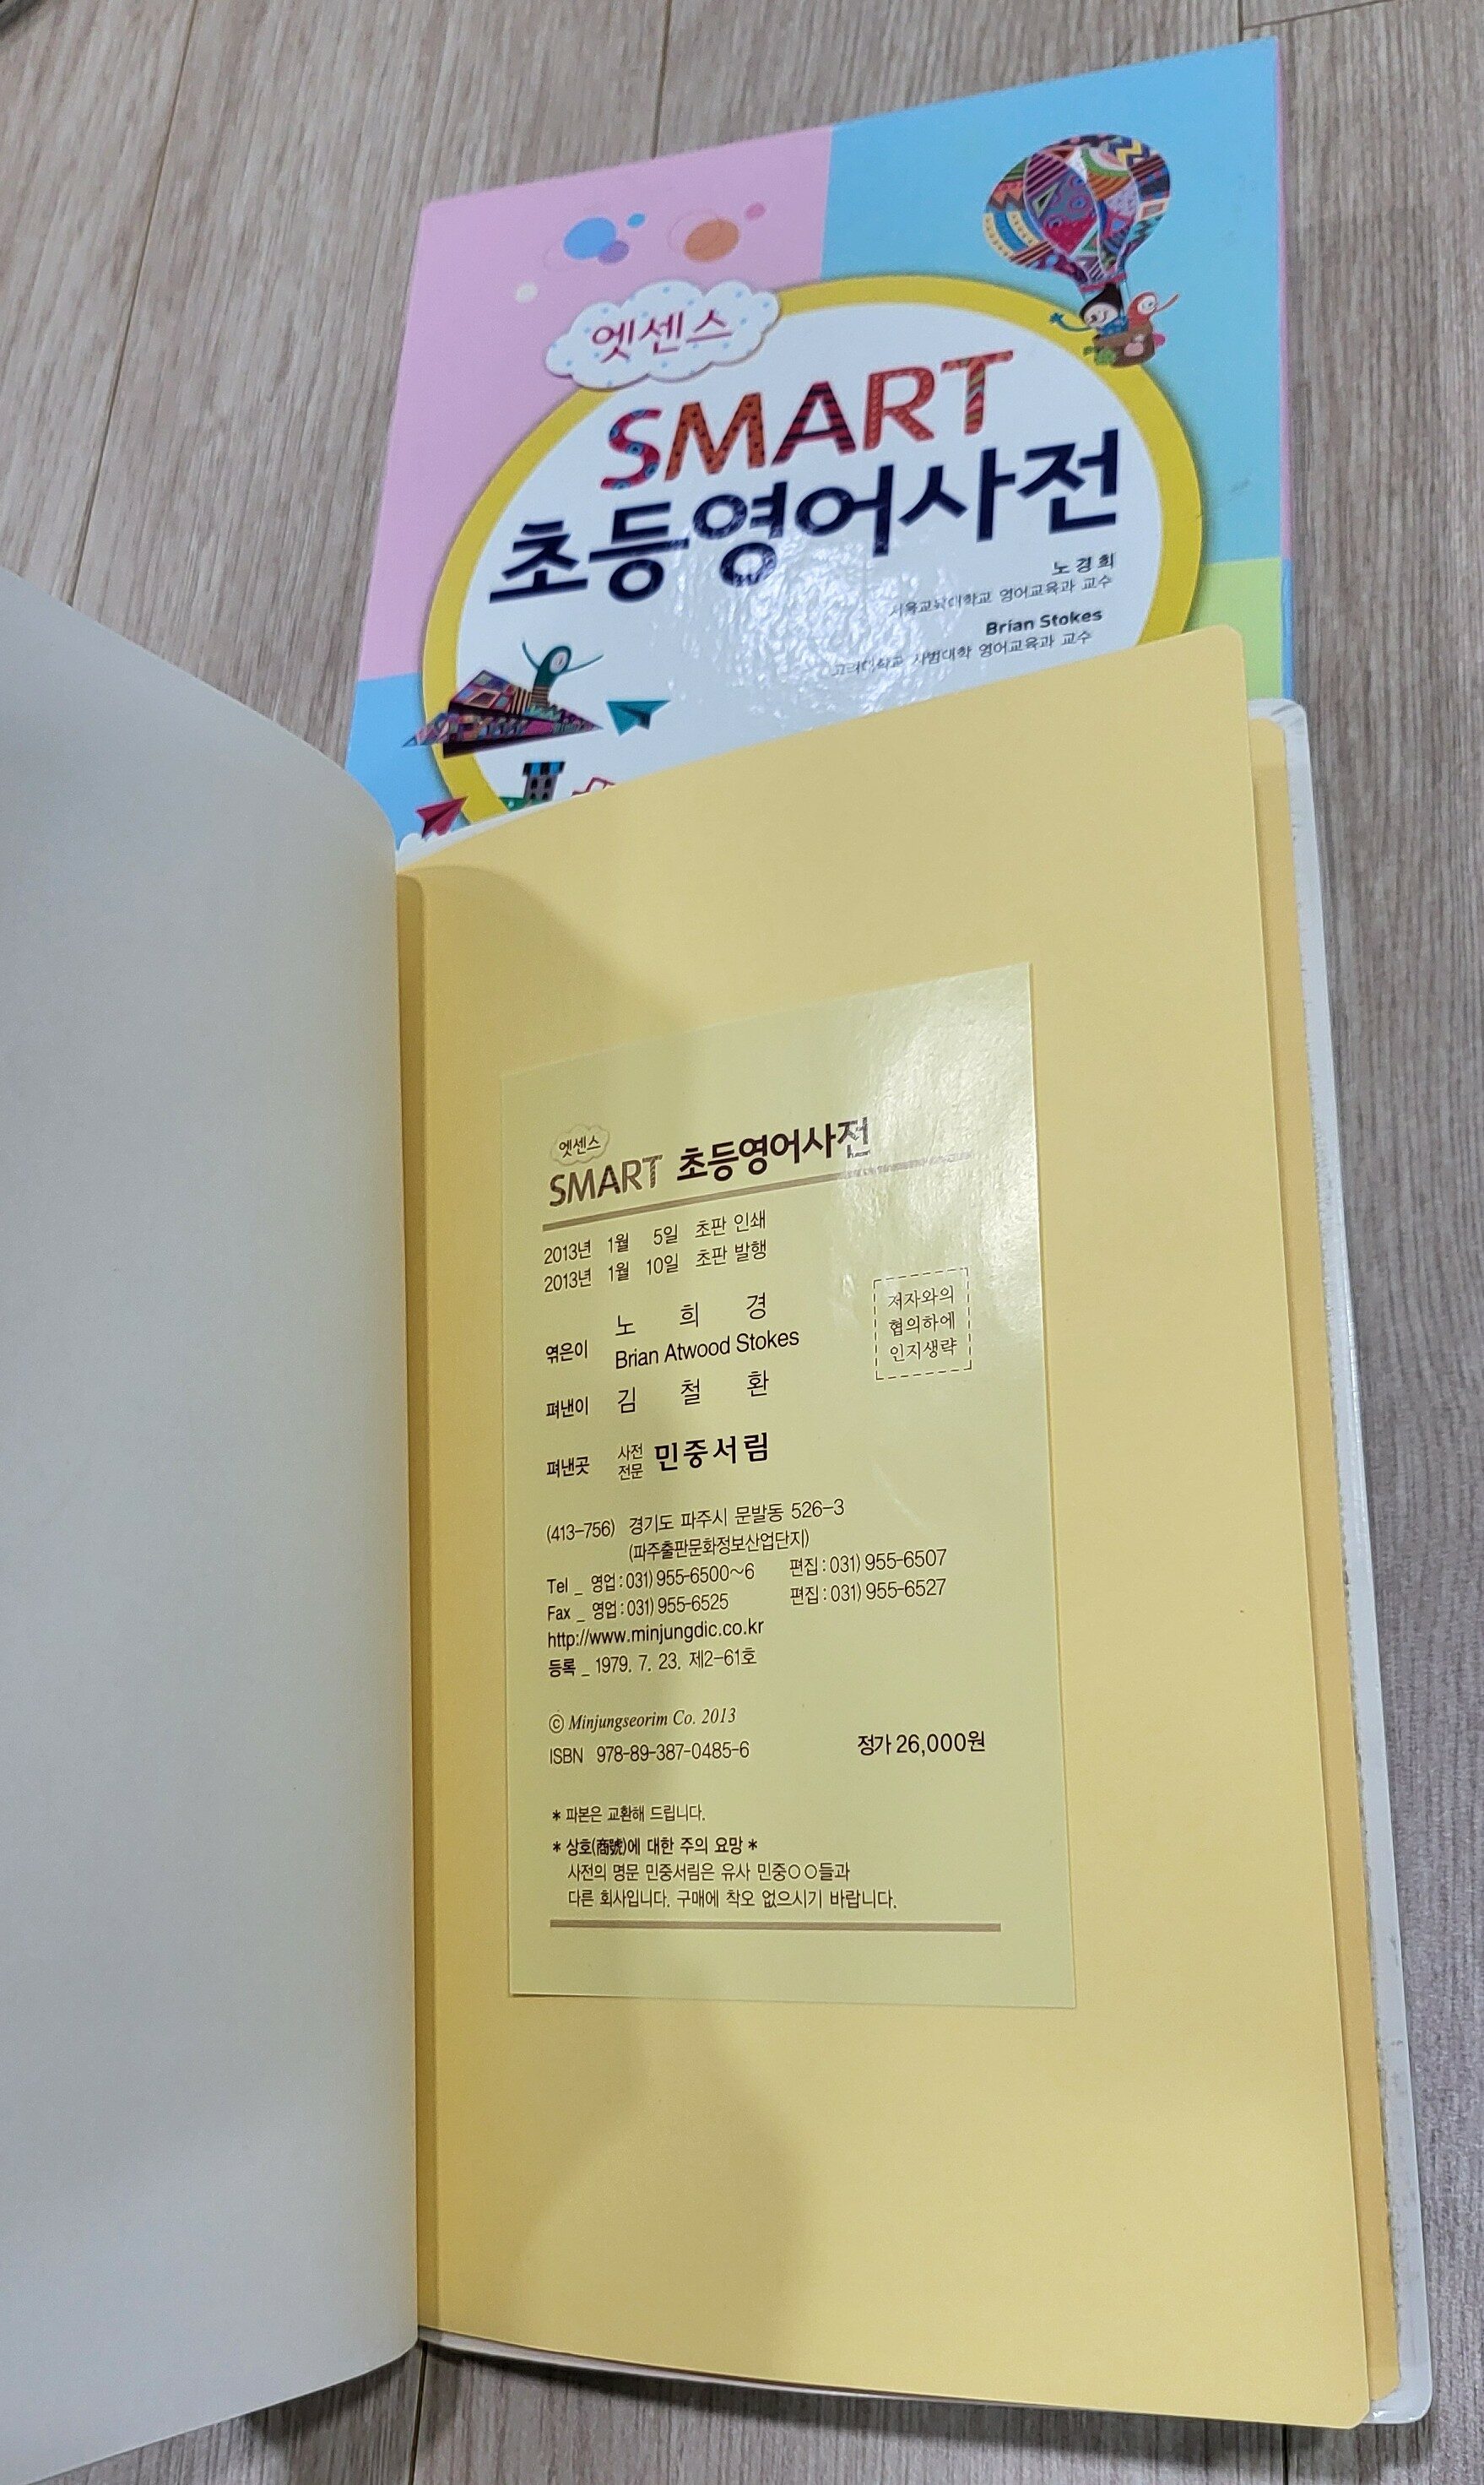 엣센스
SMART
초등영어사전
노경희
서울교육대학교 영어교육과 교수
Brian Stokes
고려대학교 사범대학 영어교육과 교수
엣센스
SMART 초등영어사전
2013년 1월 5일 초판 인쇄
2013년 1월 10일 초판 발행
노 희 경
엮은이
Brian Atwood Stokes
저자와의
협의하에
인지생략
펴낸이 김 철 환
펴낸곳 사전 전문 민중서림
(413-756) 경기도 파주시 문발동 526-3
(파주출판문화정보산업단지)
Tel _ 영업:031) 955-6500~6 편집:031) 955-6507
Fax _ 영업:031) 955-6525 편집:031) 955-6527
http://www.minjungdic.co.kr
등록 _ 1979. 7. 23. 제2-61호
ⓒ Minjungseorim Co. 2013
ISBN 978-89-387-0485-6 정가 26,000원
* 파본은 교환해 드립니다.
* 상호(商號)에 대한 주의 요망 *
사전의 명문 민중서림은 유사 민중○○들과
다른 회사입니다. 구매에 착오 없으시기 바랍니다.